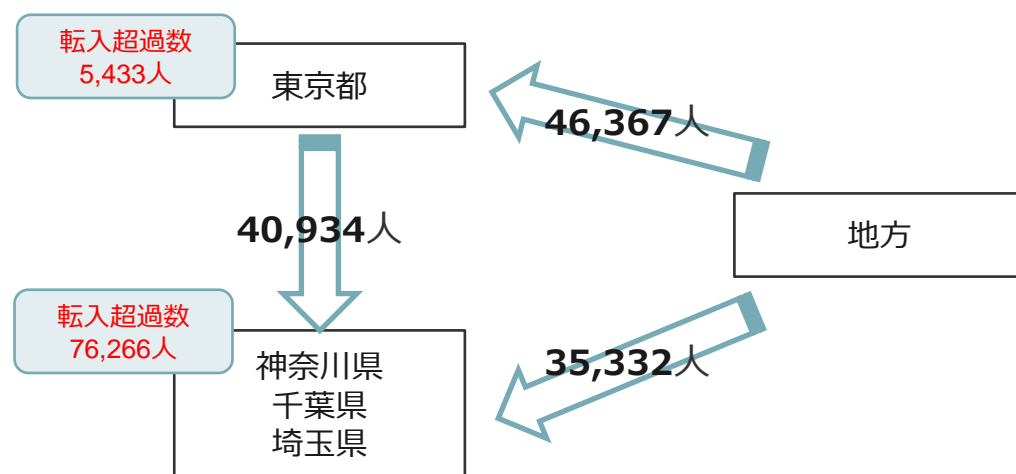 転入超過数
5,433人
東京都
46,367人
40,934人
地方
転入超過数
76,266人
35,332人
神奈川県
千葉県
埼玉県